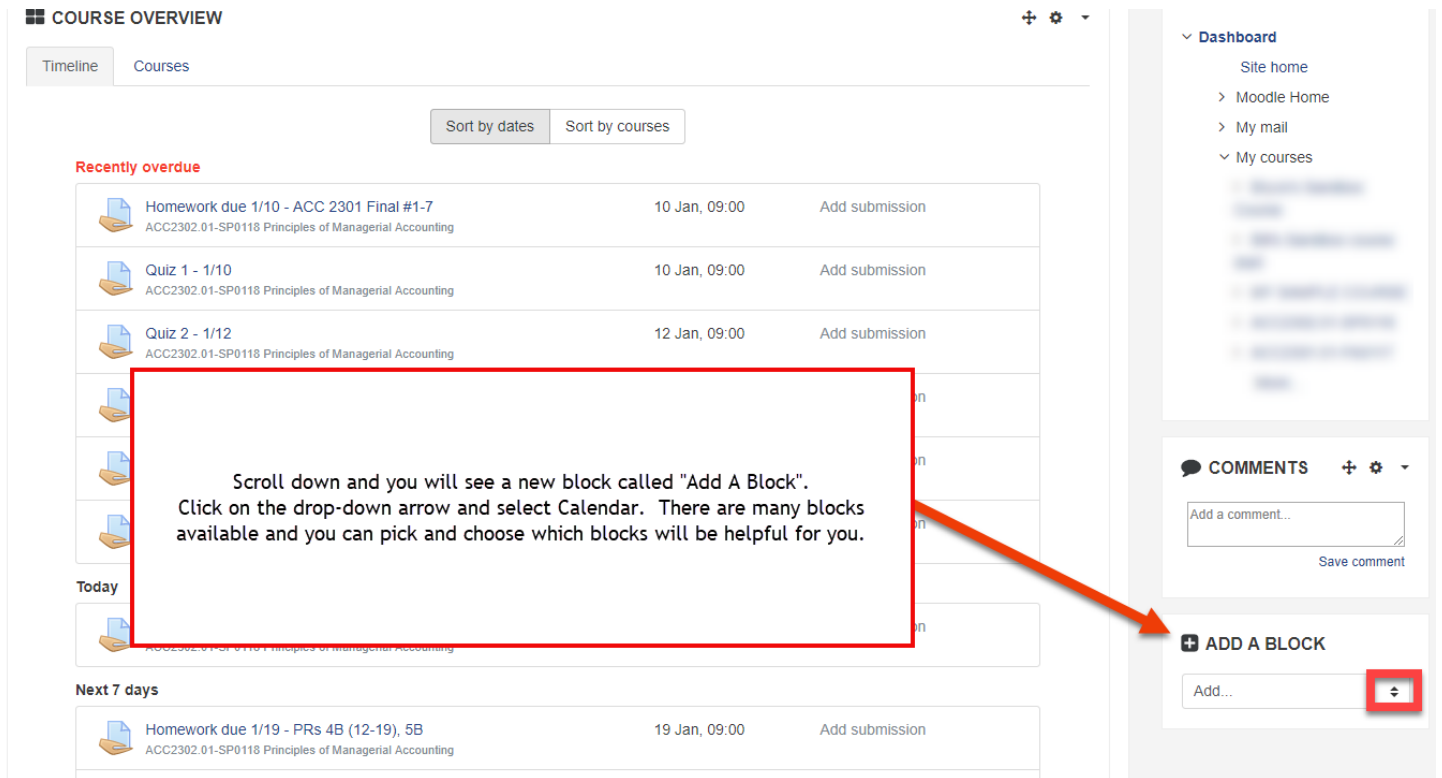 COURSE OVERVIEW
Timeline Courses
Sort by dates Sort by courses
Recently overdue
Homework due 1/10 - ACC 2301 Final #1-7 10 Jan, 09:00 Add submission
ACC2302.01-SP0118 Principles of Managerial Accounting
Quiz 1 - 1/10 10 Jan, 09:00 Add submission
ACC2302.01-SP0118 Principles of Managerial Accounting
Quiz 2 - 1/12 12 Jan, 09:00 Add submission
ACC2302.01-SP0118 Principles of Managerial Accounting
Scroll down and you will see a new block called "Add A Block".
Click on the drop-down arrow and select Calendar. There are many blocks
available and you can pick and choose which blocks will be helpful for you.
Today
ACC2302.01-SP0118 Principles of Managerial Accounting
Next 7 days
Homework due 1/19 - PRs 4B (12-19), 5B 19 Jan, 09:00 Add submission
ACC2302.01-SP0118 Principles of Managerial Accounting
Dashboard
Site home
Moodle Home
My mail
My courses
COMMENTS
Add a comment...
Save comment
ADD A BLOCK
Add...